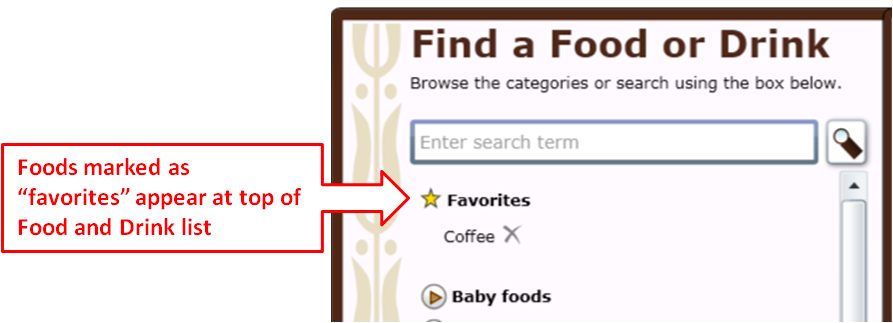 Find a Food or Drink
Browse the categories or search using the box below.
Enter search term
Foods marked as
“favorites” appear at top of
Food and Drink list
Favorites
Coffee
Baby foods